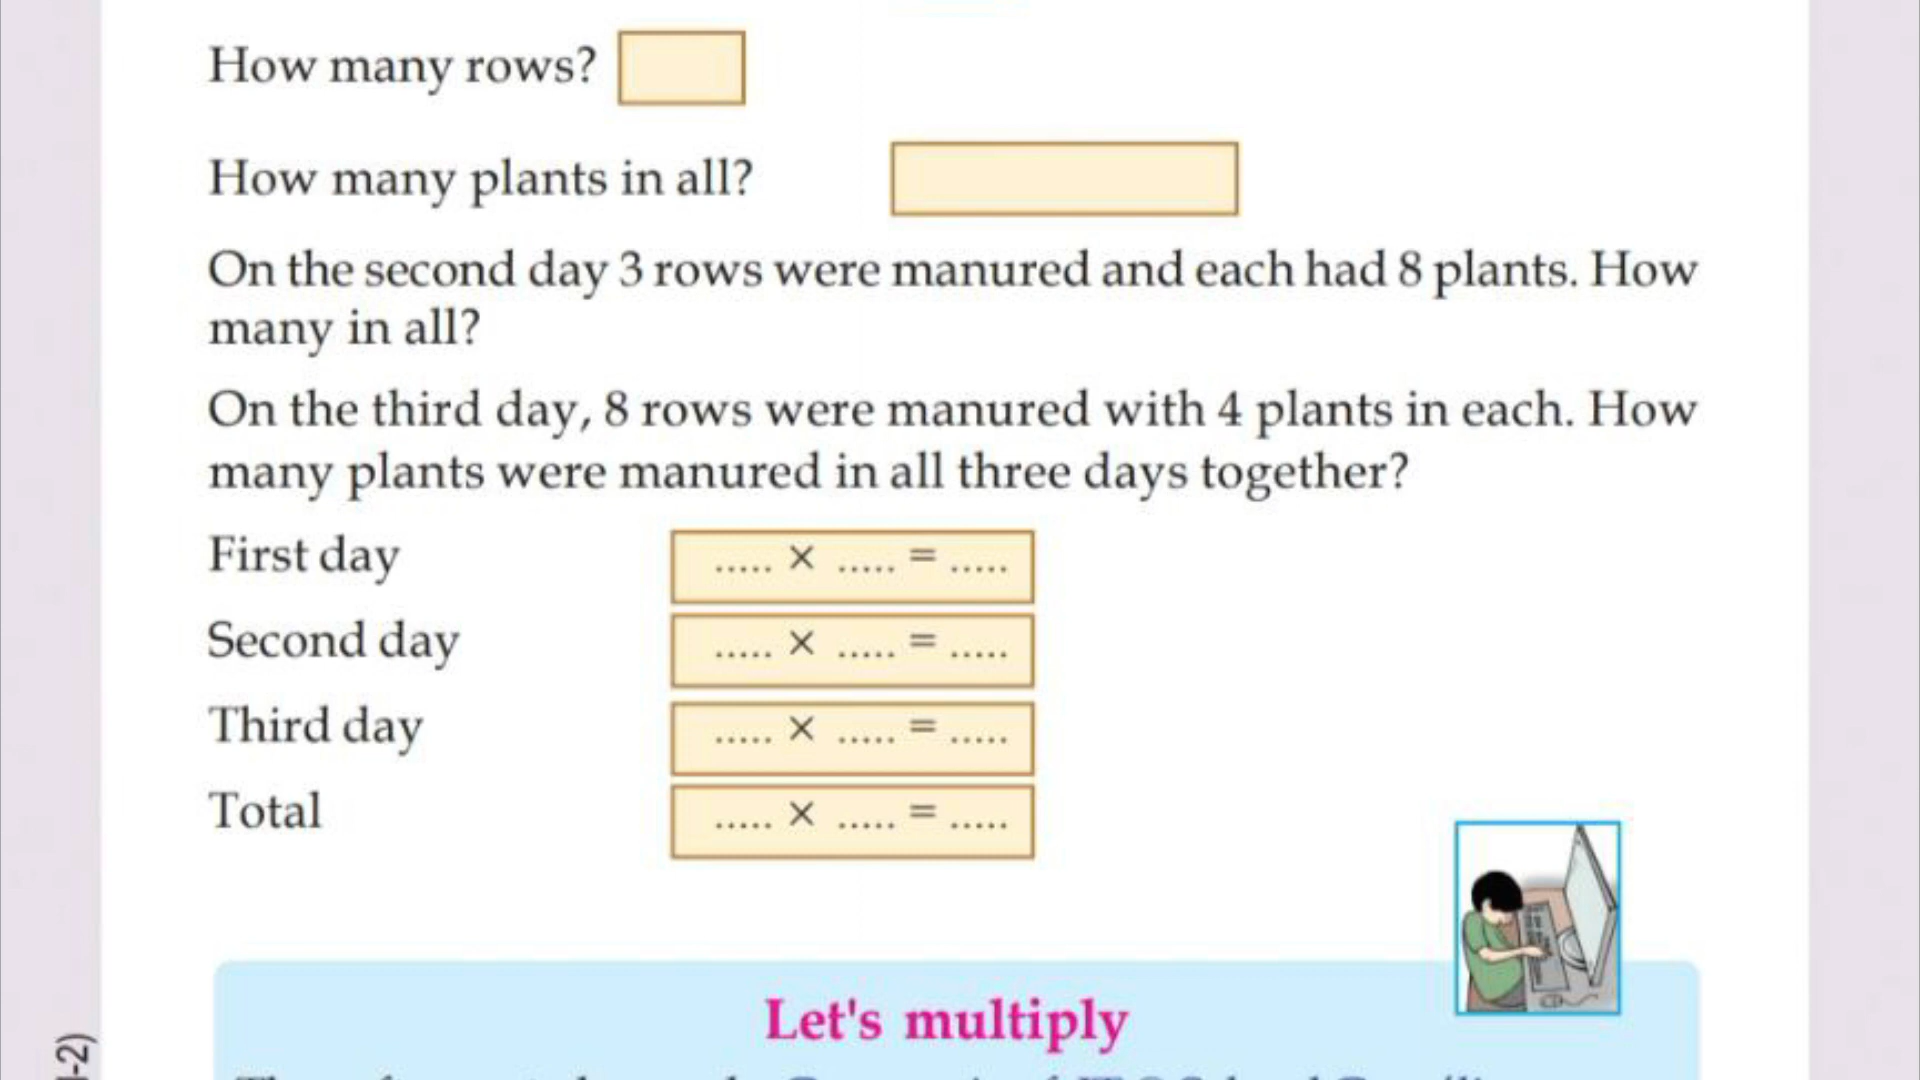 How many rows?
How many plants in all?
On the second day 3 rows were manured and each had 8 plants. How
many in all?
On the third day, 8 rows were manured with 4 plants in each. How
many plants were manured in all three days together?
First day ..... × ..... = .....
Second day ..... × ..... = .....
Third day ..... × ..... = .....
Total ..... × ..... = .....
Let's multiply